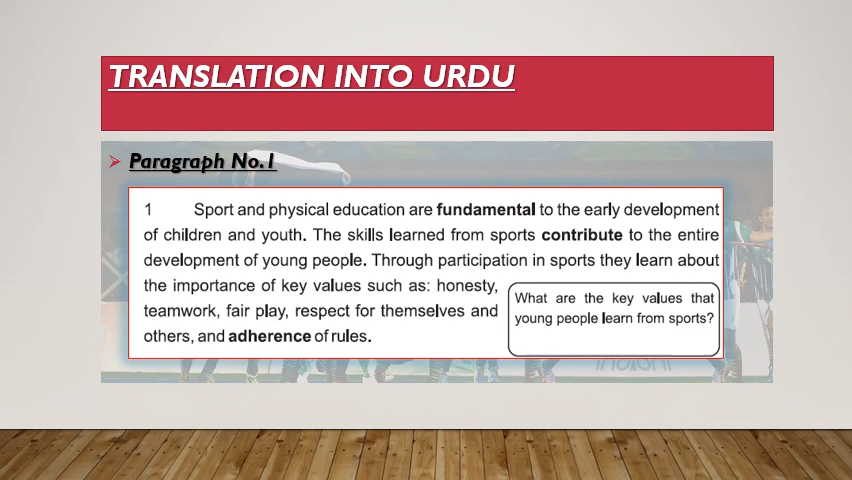 TRANSLATION INTO URDU
Paragraph No.1
1 Sport and physical education are fundamental to the early development
of children and youth. The skills learned from sports contribute to the entire
development of young people. Through participation in sports they learn about
the importance of key values such as: honesty,
teamwork, fair play, respect for themselves and
others, and adherence of rules.
What are the key values that
young people learn from sports?